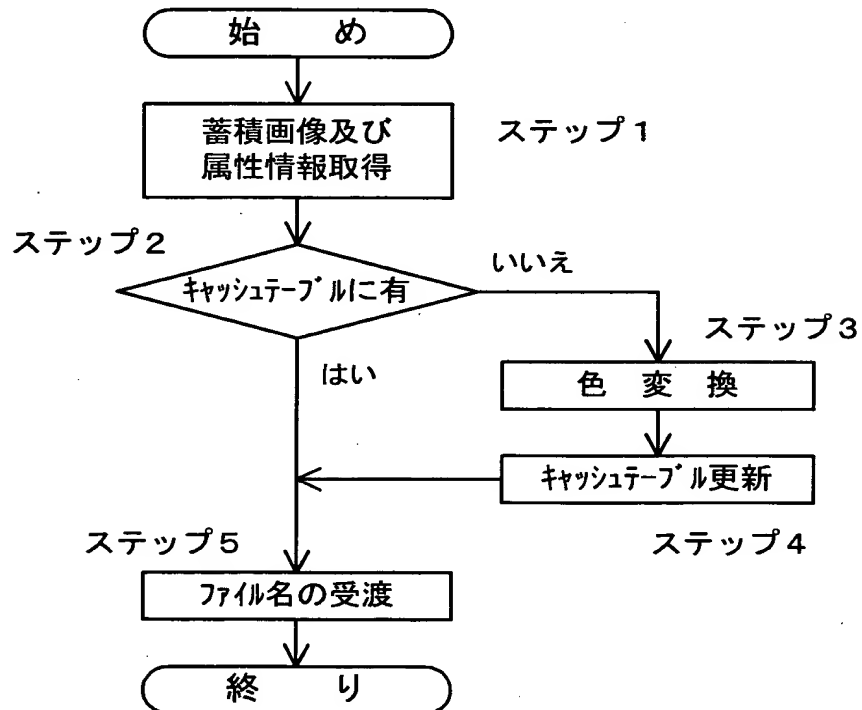 始　め
蓄積画像及び
属性情報取得
ステップ１
ステップ２
ｷｬｯｼｭﾃｰﾌﾞﾙに有
いいえ
はい
ステップ３
色　変　換
ｷｬｯｼｭﾃｰﾌﾞﾙ更新
ステップ４
ステップ５
ﾌｧｲﾙ名の受渡
終　り